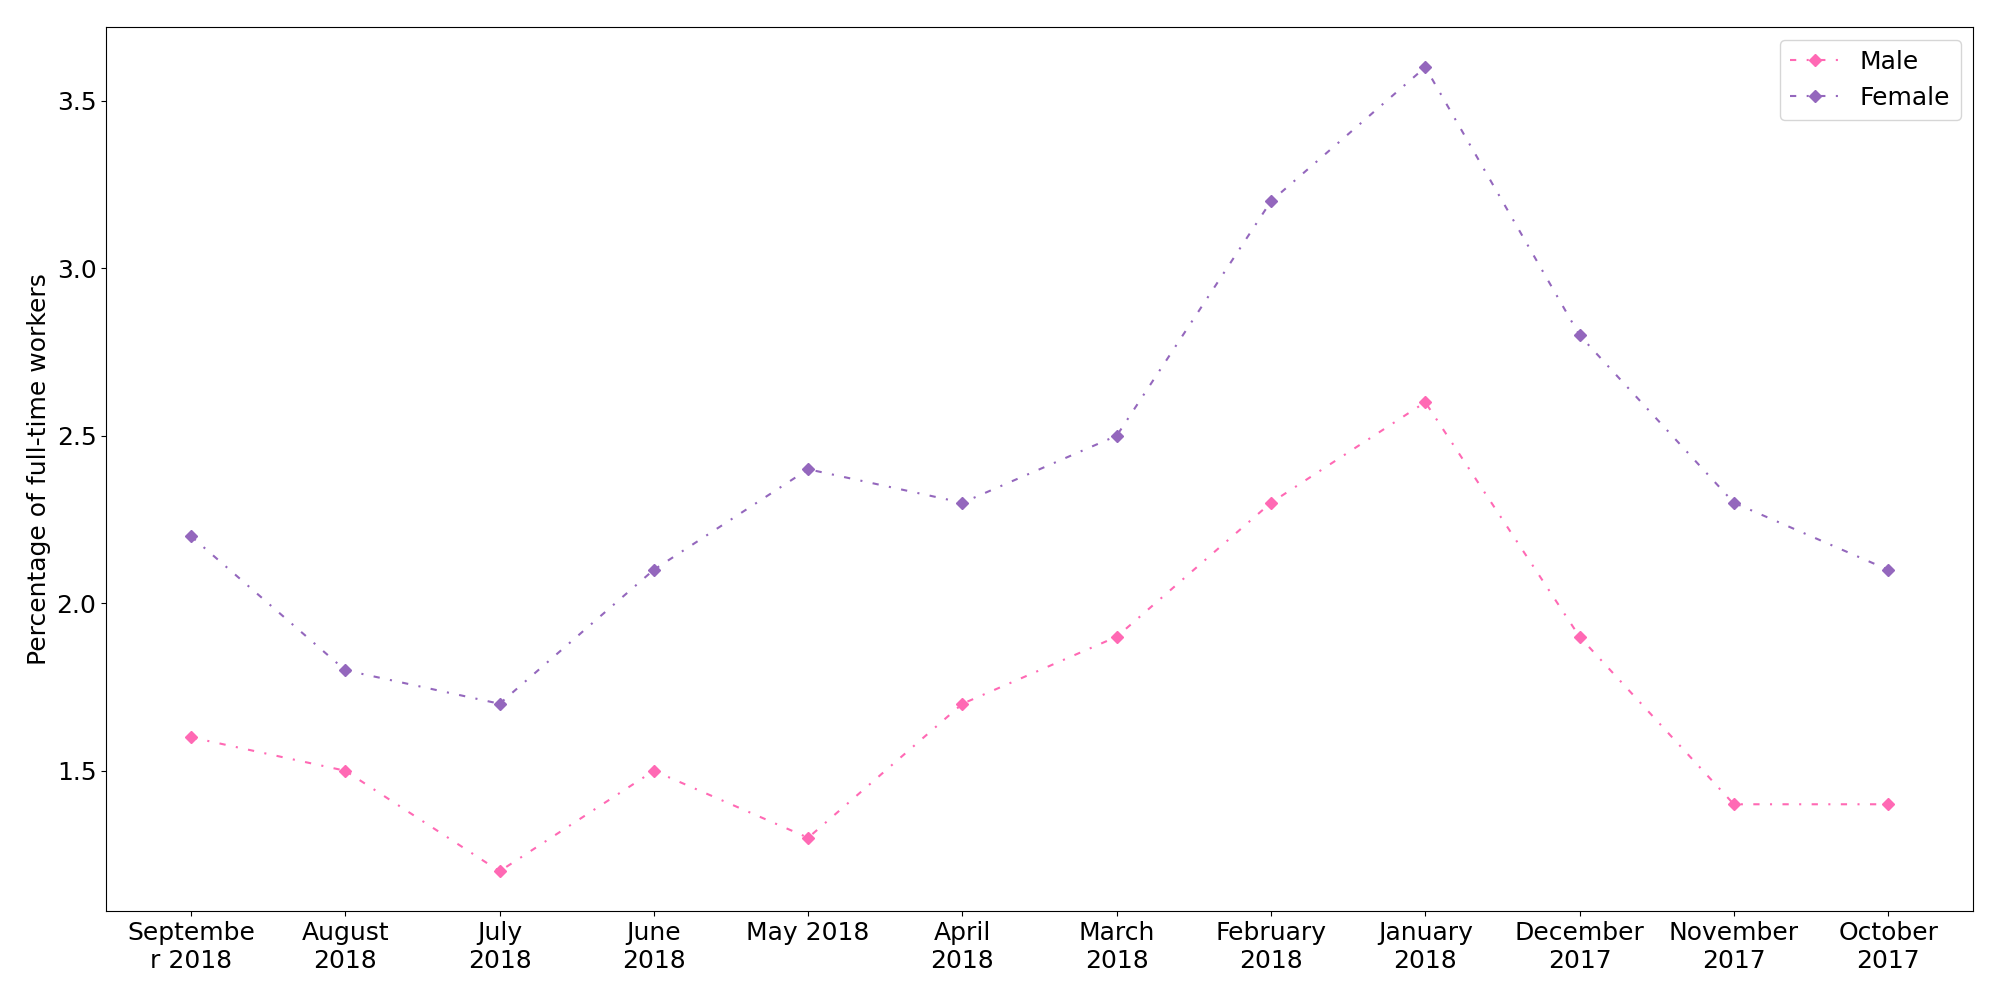 Male
Female
Percentage of full-time workers
3.5
3.0
2.5
2.0
1.5
Septembe
r 2018
August
2018
July
2018
June
2018
May 2018
April
2018
March
2018
February
2018
January
2018
December
2017
November
2017
October
2017